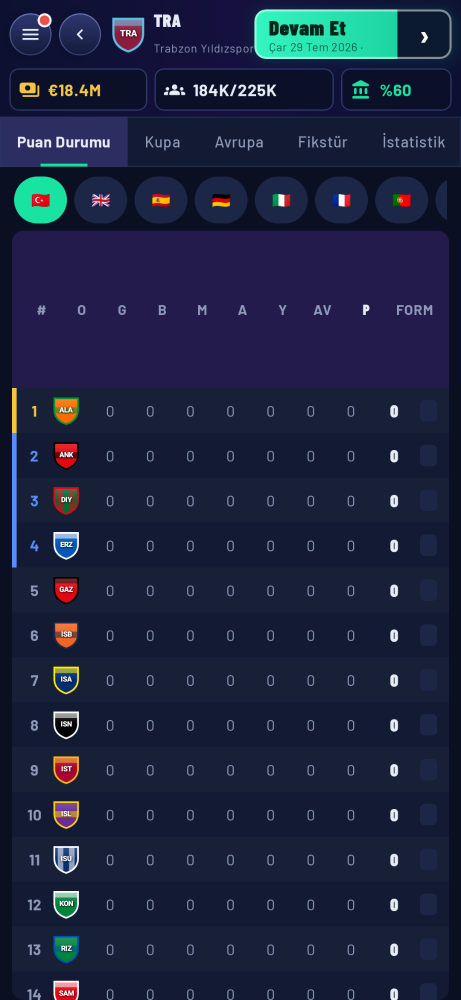 TRA
TRA
Trabzon Yıldızspor
Devam Et
Çar 29 Tem 2026 ·
€18.4M
184K/225K
%60
Puan Durumu Kupa Avrupa Fikstür İstatistik
# O G B M A Y AV P FORM
1 ALA 0 0 0 0 0 0 0 0
2 ANK 0 0 0 0 0 0 0 0
3 DIY 0 0 0 0 0 0 0 0
4 ERZ 0 0 0 0 0 0 0 0
5 GAZ 0 0 0 0 0 0 0 0
6 ISB 0 0 0 0 0 0 0 0
7 ISA 0 0 0 0 0 0 0 0
8 ISN 0 0 0 0 0 0 0 0
9 IST 0 0 0 0 0 0 0 0
10 ISL 0 0 0 0 0 0 0 0
11 ISU 0 0 0 0 0 0 0 0
12 KON 0 0 0 0 0 0 0 0
13 RIZ 0 0 0 0 0 0 0 0
14 SAM 0 0 0 0 0 0 0 0